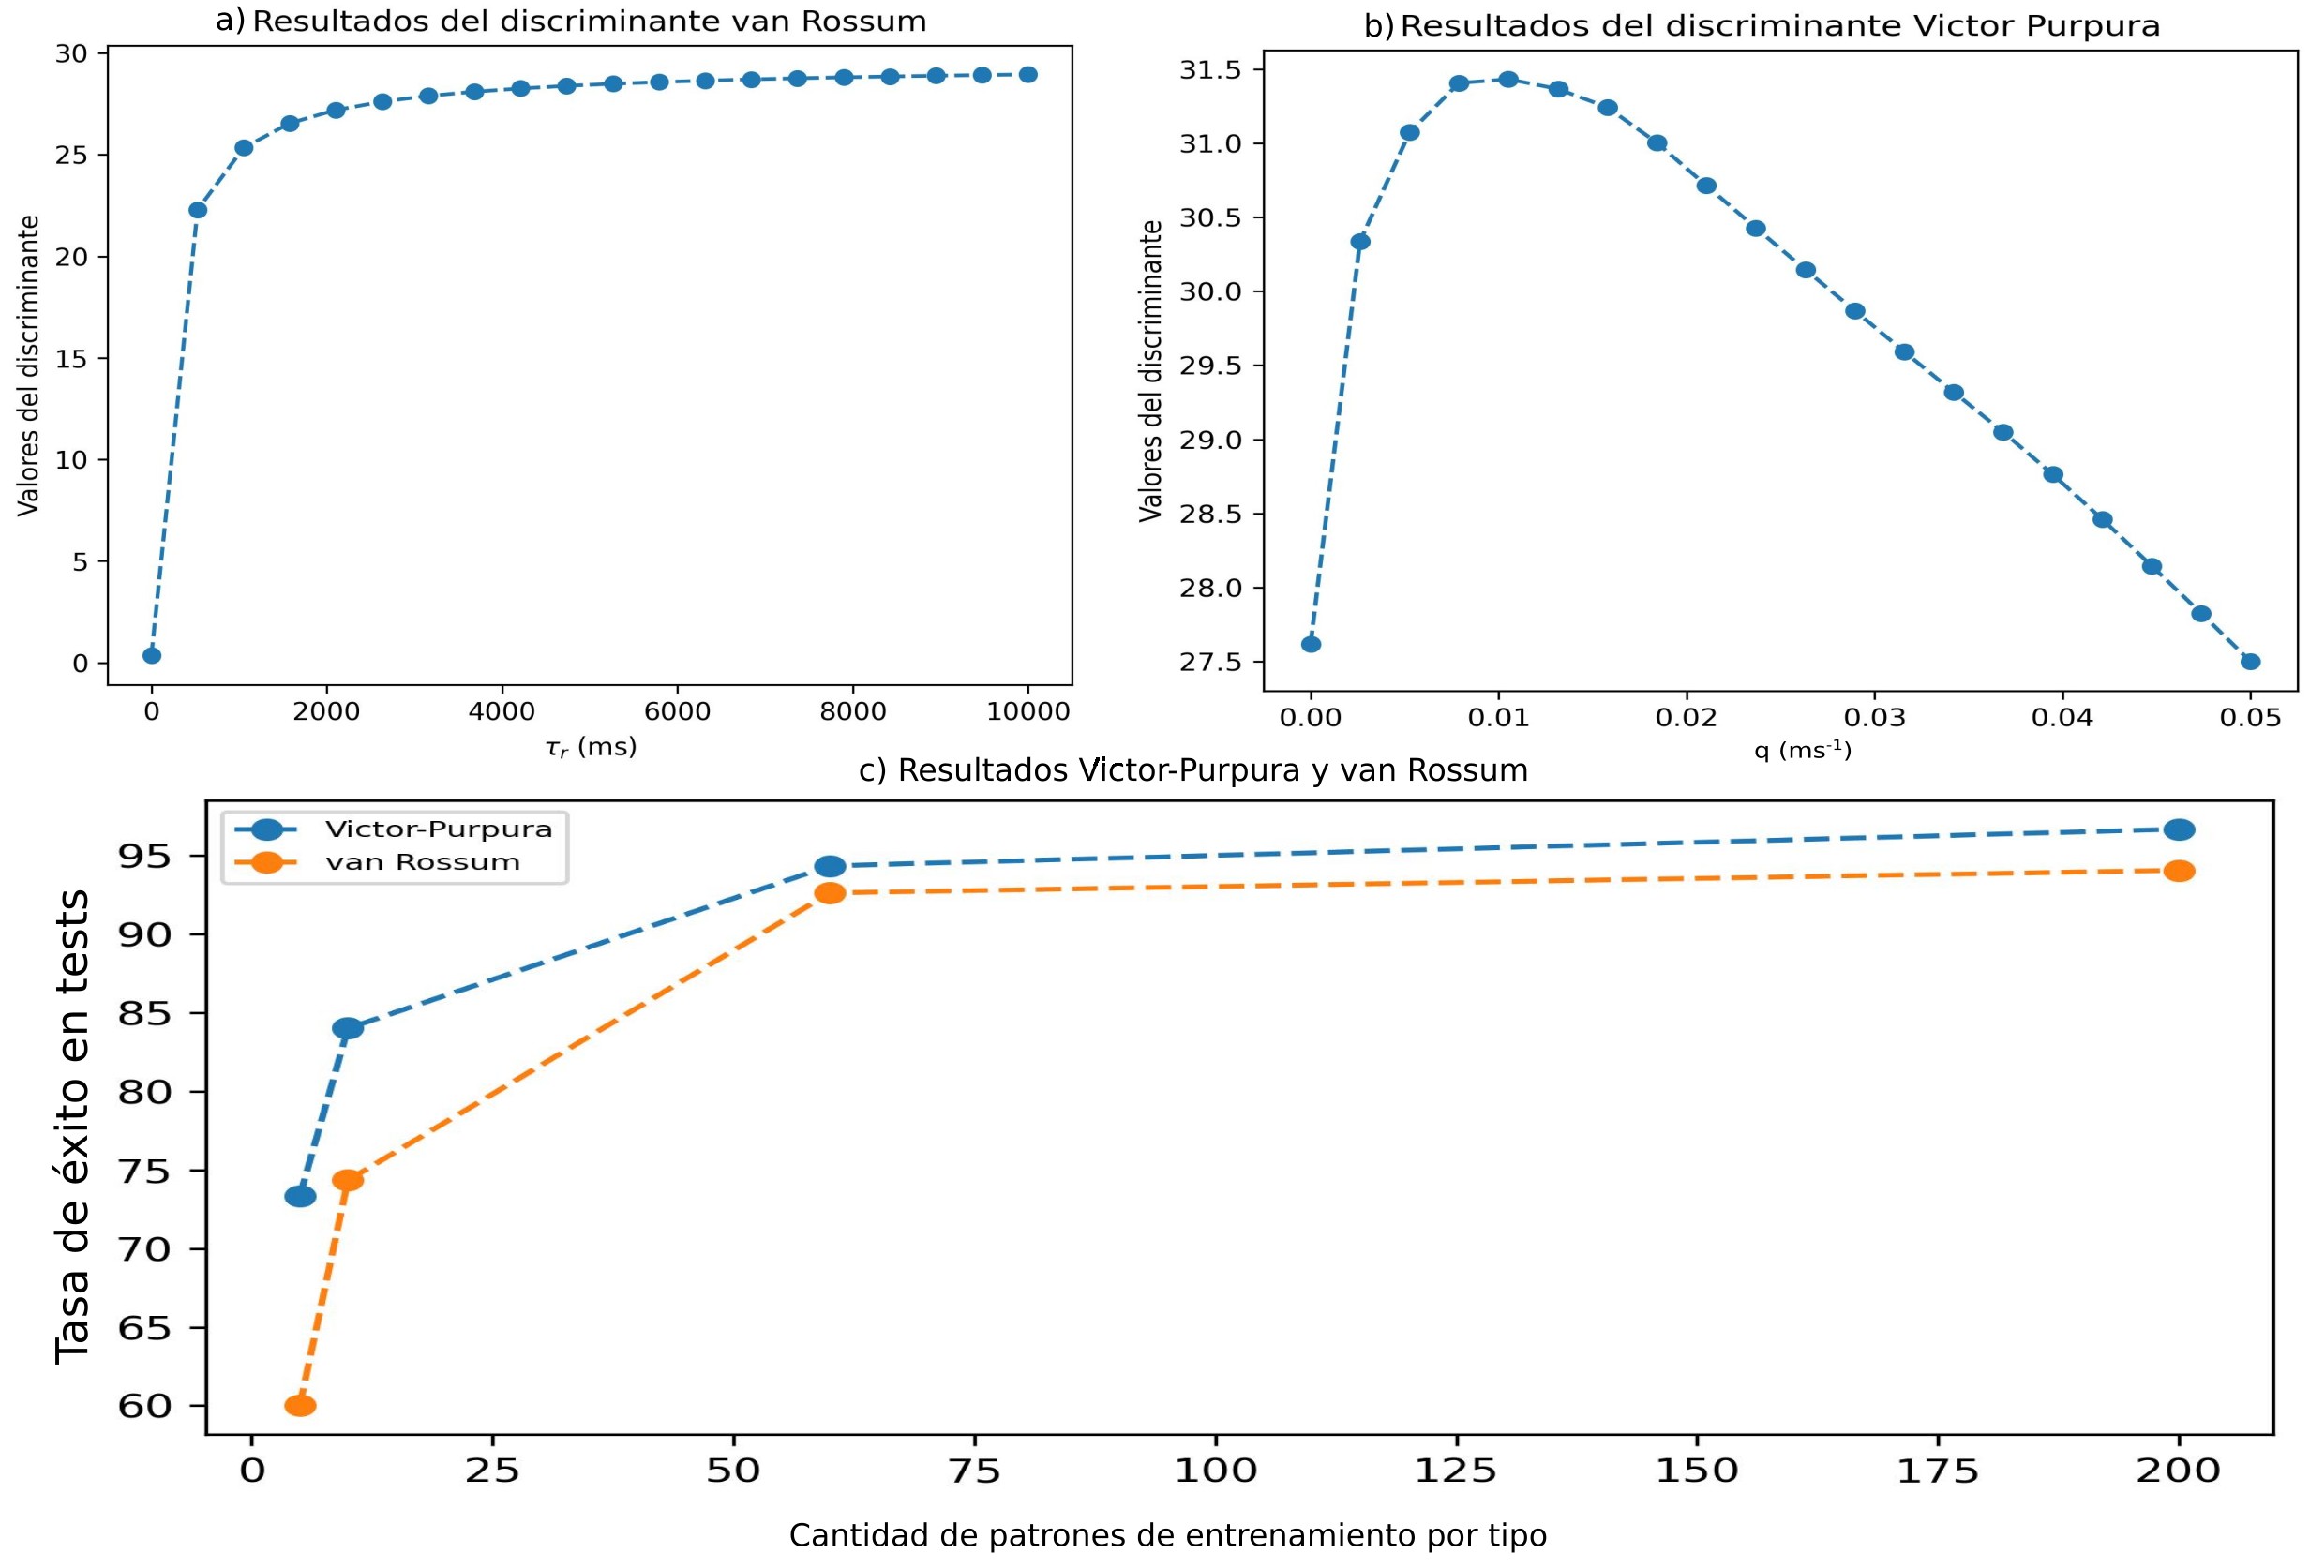 a) Resultados del discriminante van Rossum
Valores del discriminante
30
25
20
15
10
5
0
0 2000 4000 6000 8000 10000
τr (ms)
b) Resultados del discriminante Victor Purpura
Valores del discriminante
31.5
31.0
30.5
30.0
29.5
29.0
28.5
28.0
27.5
0.00 0.01 0.02 0.03 0.04 0.05
q (ms⁻¹)
c) Resultados Victor-Purpura y van Rossum
Victor-Purpura
van Rossum
Tasa de éxito en tests
95
90
85
80
75
70
65
60
0 25 50 75 100 125 150 175 200
Cantidad de patrones de entrenamiento por tipo